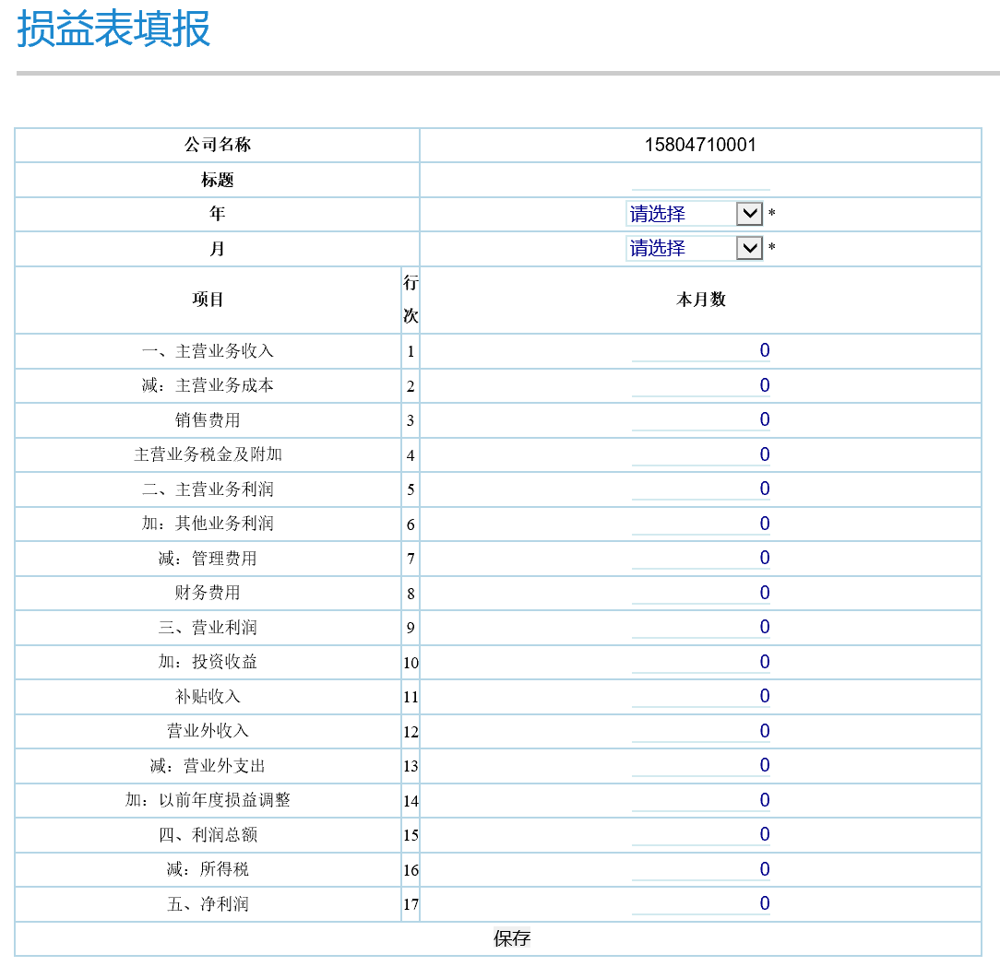 损益表填报
公司名称 15804710001
标题
年 请选择 *
月 请选择 *
项目 行次 本月数
一、主营业务收入 1 0
减：主营业务成本 2 0
销售费用 3 0
主营业务税金及附加 4 0
二、主营业务利润 5 0
加：其他业务利润 6 0
减：管理费用 7 0
财务费用 8 0
三、营业利润 9 0
加：投资收益 10 0
补贴收入 11 0
营业外收入 12 0
减：营业外支出 13 0
加：以前年度损益调整 14 0
四、利润总额 15 0
减：所得税 16 0
五、净利润 17 0
保存